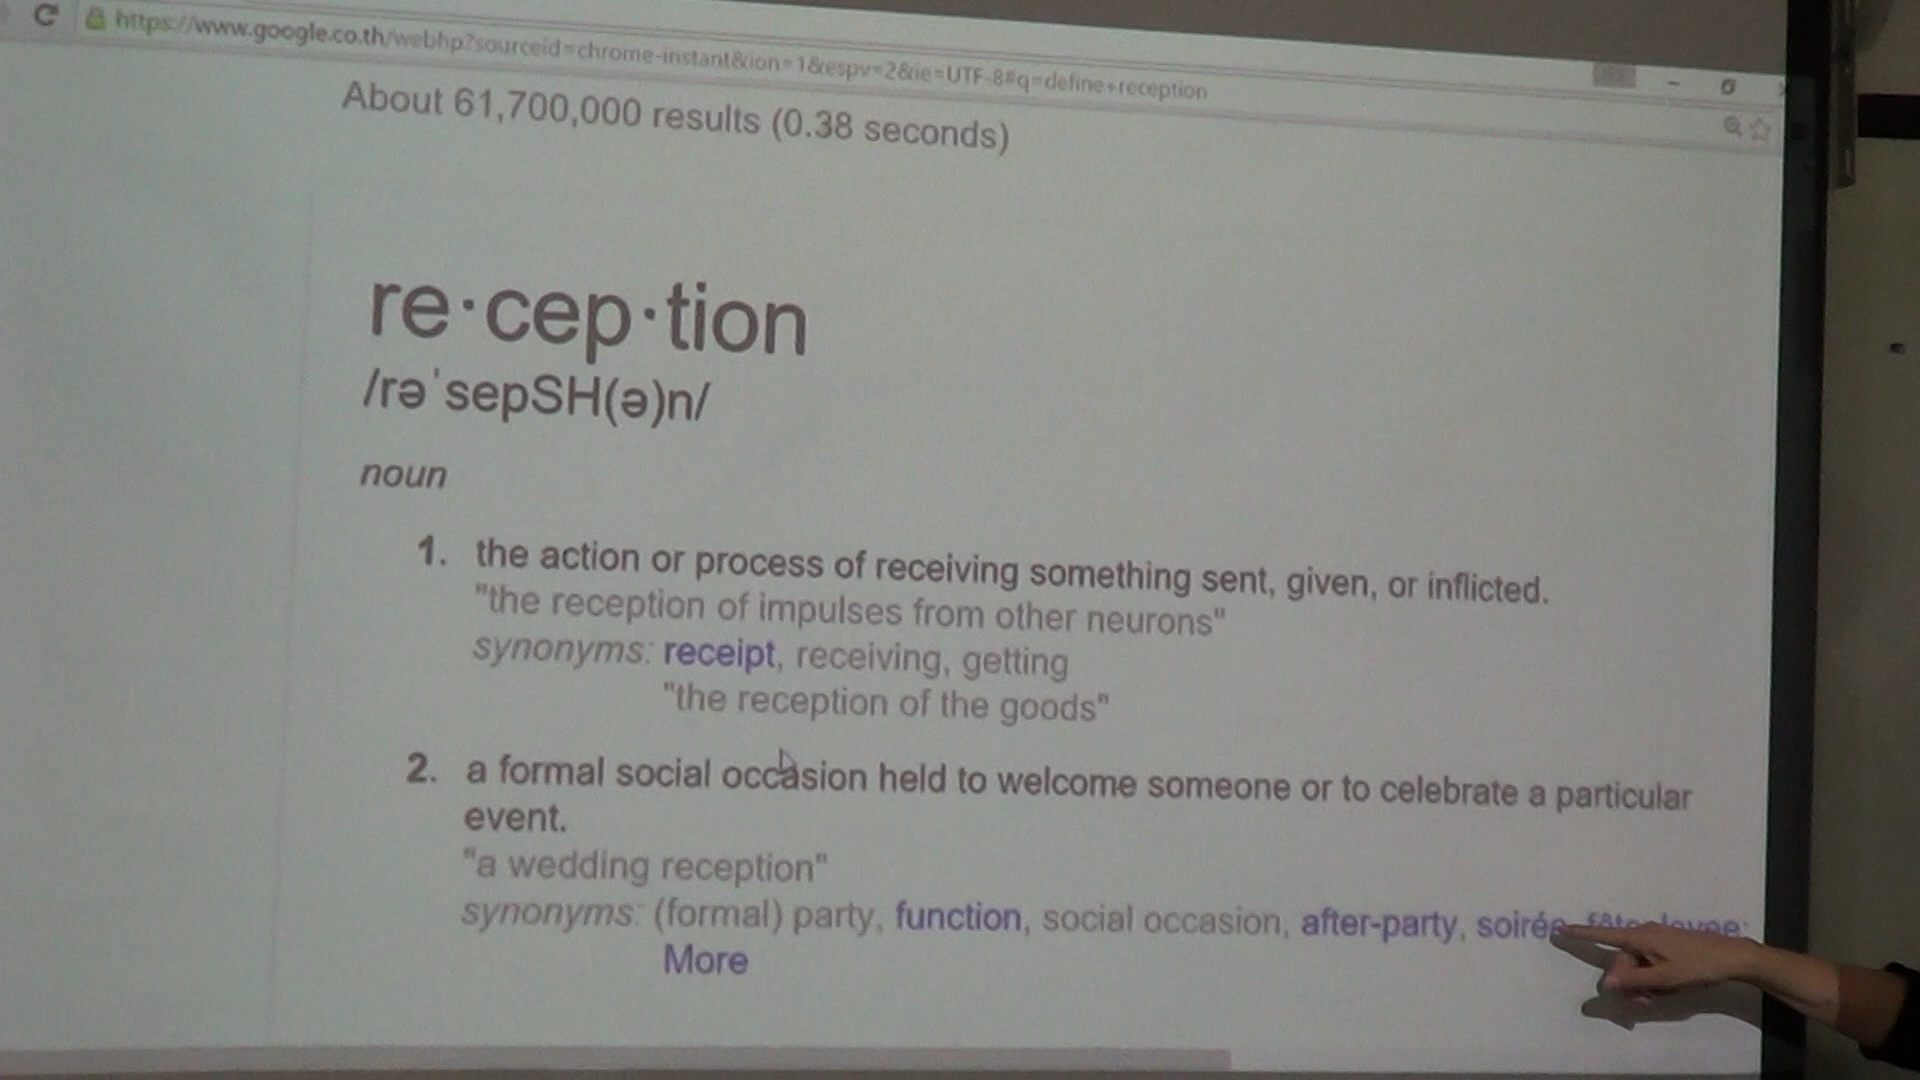 https://www.google.co.th/webhp?sourceid=chrome-instant&ion=1&espv=2&ie=UTF-8#q=define+reception
About 61,700,000 results (0.38 seconds)
re·cep·tion
/rəˈsepSH(ə)n/
noun
1. the action or process of receiving something sent, given, or inflicted.
"the reception of impulses from other neurons"
synonyms: receipt, receiving, getting
"the reception of the goods"
2. a formal social occasion held to welcome someone or to celebrate a particular
event.
"a wedding reception"
synonyms: (formal) party, function, social occasion, after-party, soirée,
More